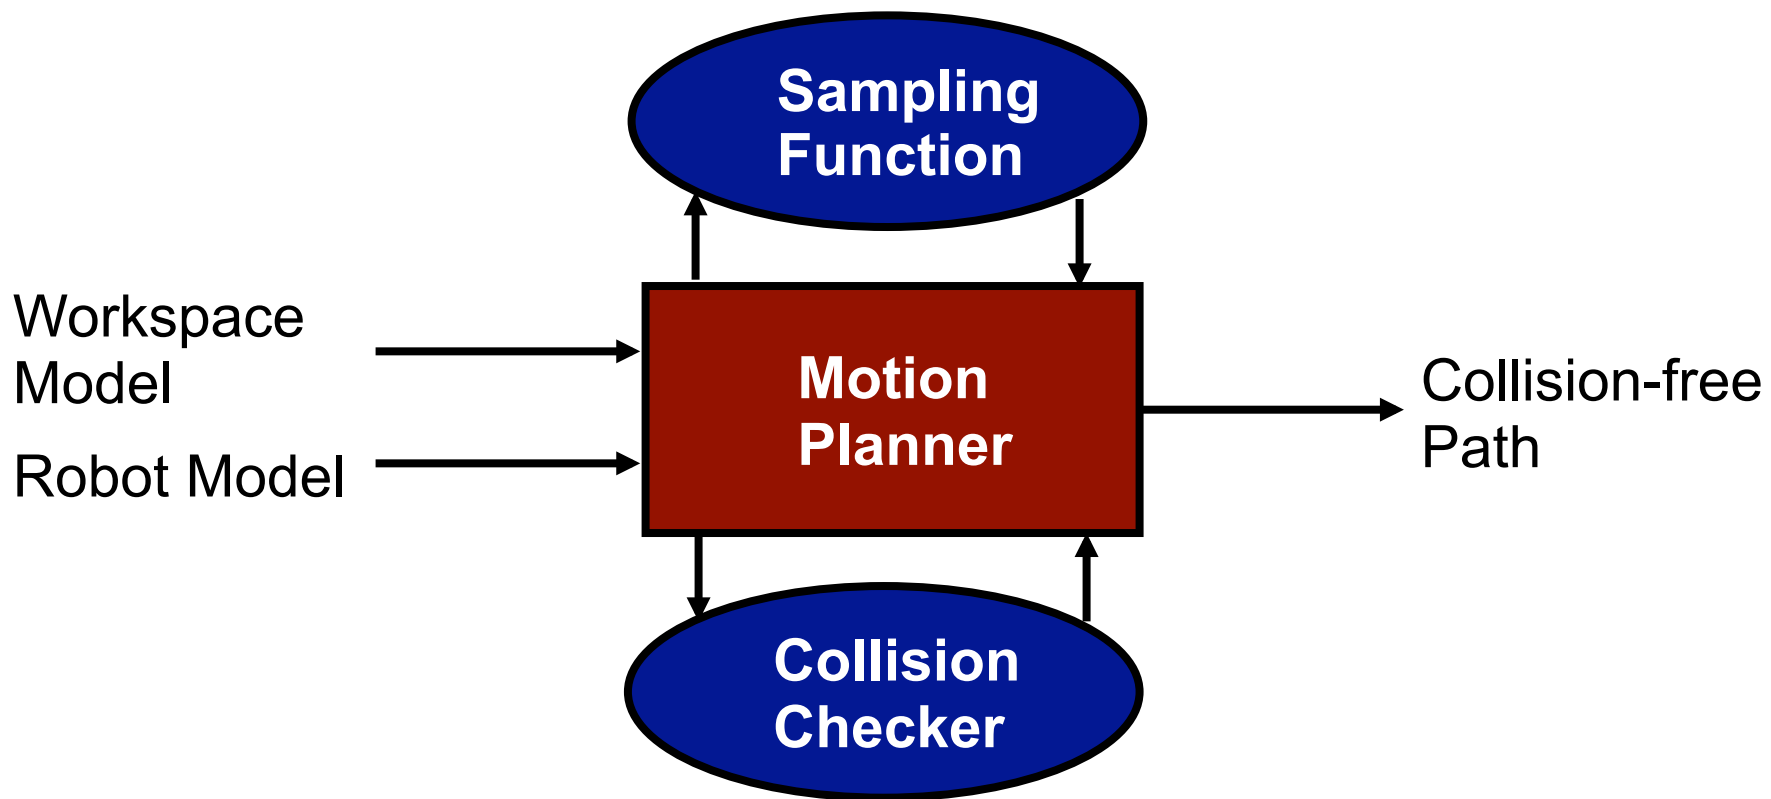 Sampling
Function
Workspace
Model
Robot Model
Motion
Planner
Collision-free
Path
Collision
Checker